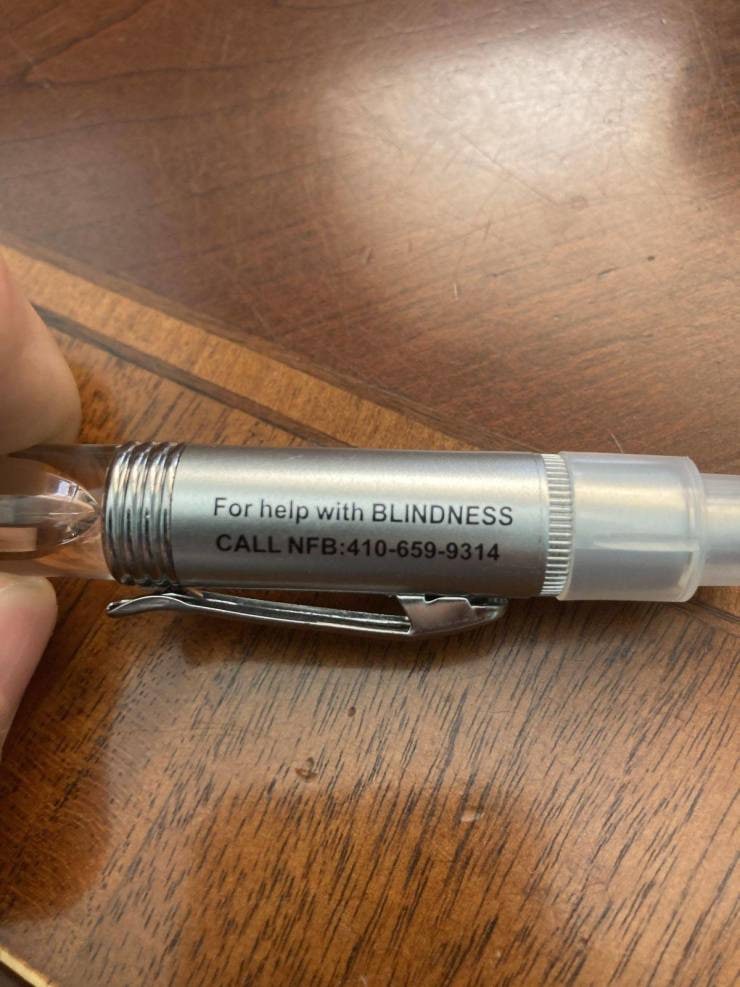 For help with BLINDNESS
CALL NFB:410-659-9314